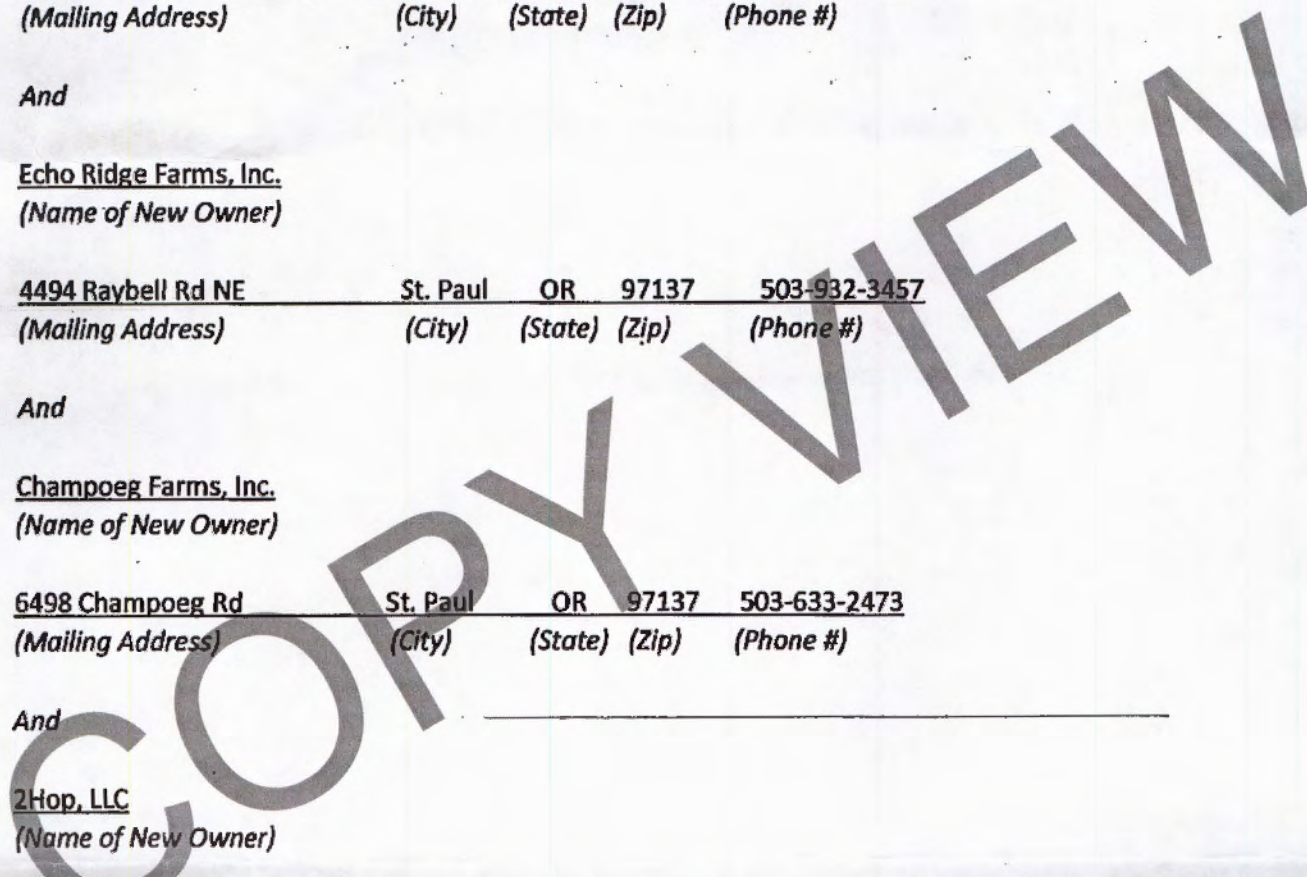 (Mailing Address) (City) (State) (Zip) (Phone #)
And
Echo Ridge Farms, Inc.
(Name of New Owner)
4494 Raybell Rd NE St. Paul OR 97137 503-932-3457
(Mailing Address) (City) (State) (Zip) (Phone #)
And
Champoeg Farms, Inc.
(Name of New Owner)
6498 Champoeg Rd St. Paul OR 97137 503-633-2473
(Mailing Address) (City) (State) (Zip) (Phone #)
And
2Hop, LLC
(Name of New Owner)
COPY VIEW